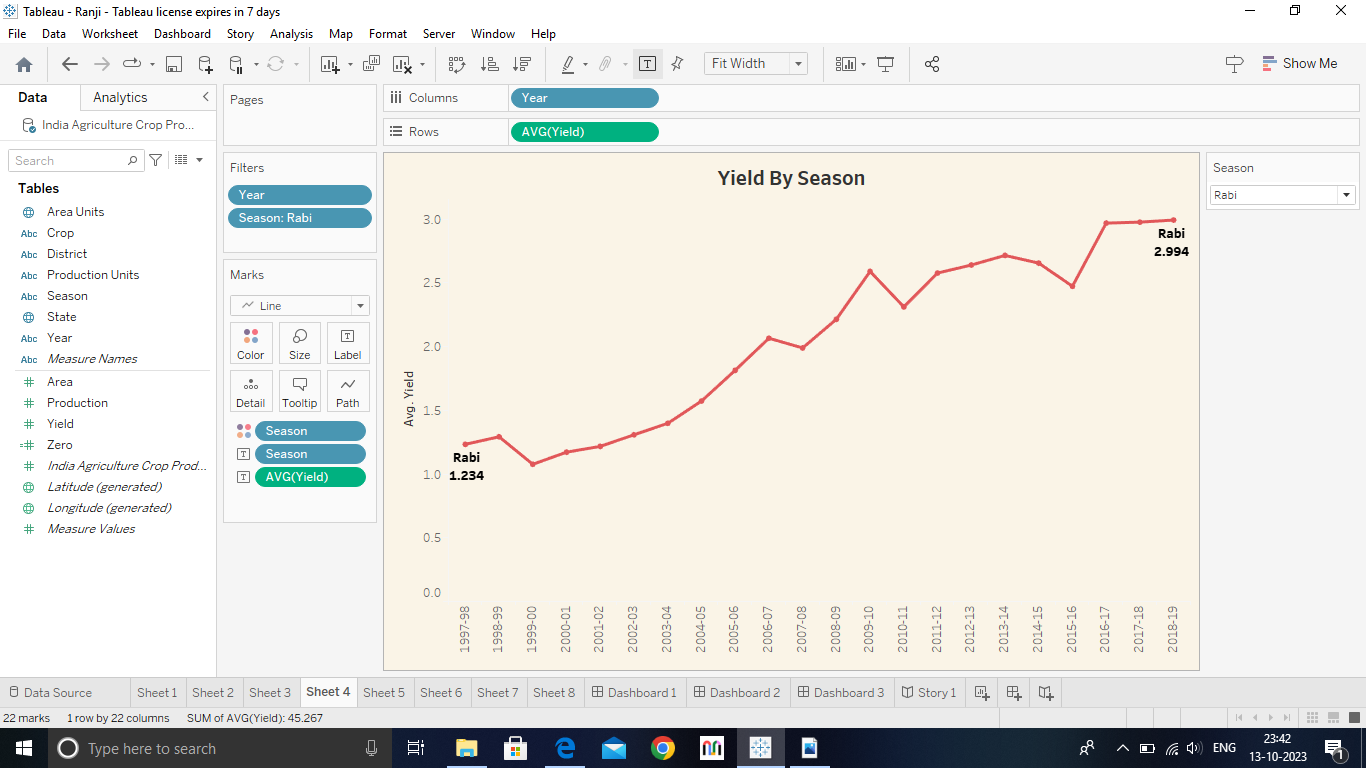 Tableau - Ranji - Tableau license expires in 7 days
File Data Worksheet Dashboard Story Analysis Map Format Server Window Help
Fit Width
Show Me
Data Analytics
India Agriculture Crop Pro...
Search
Tables
Area Units
Abc Crop
Abc District
Abc Production Units
Abc Season
State
Abc Year
Abc Measure Names
# Area
# Production
# Yield
=# Zero
# India Agriculture Crop Prod...
Latitude (generated)
Longitude (generated)
# Measure Values
Pages
Filters
Year
Season: Rabi
Marks
Line
Color Size Label
Detail Tooltip Path
Season
Season
AVG(Yield)
Columns Year
Rows AVG(Yield)
Yield By Season
Avg. Yield
3.0
2.5
2.0
1.5
1.0
0.5
0.0
Rabi
1.234
Rabi
2.994
1997-98
1998-99
1999-00
2000-01
2001-02
2002-03
2003-04
2004-05
2005-06
2006-07
2007-08
2008-09
2009-10
2010-11
2011-12
2012-13
2013-14
2014-15
2015-16
2016-17
2017-18
2018-19
Season
Rabi
Data Source Sheet 1 Sheet 2 Sheet 3 Sheet 4 Sheet 5 Sheet 6 Sheet 7 Sheet 8 Dashboard 1 Dashboard 2 Dashboard 3 Story 1
22 marks 1 row by 22 columns SUM of AVG(Yield): 45.267
Type here to search
ENG
23:42
13-10-2023
1